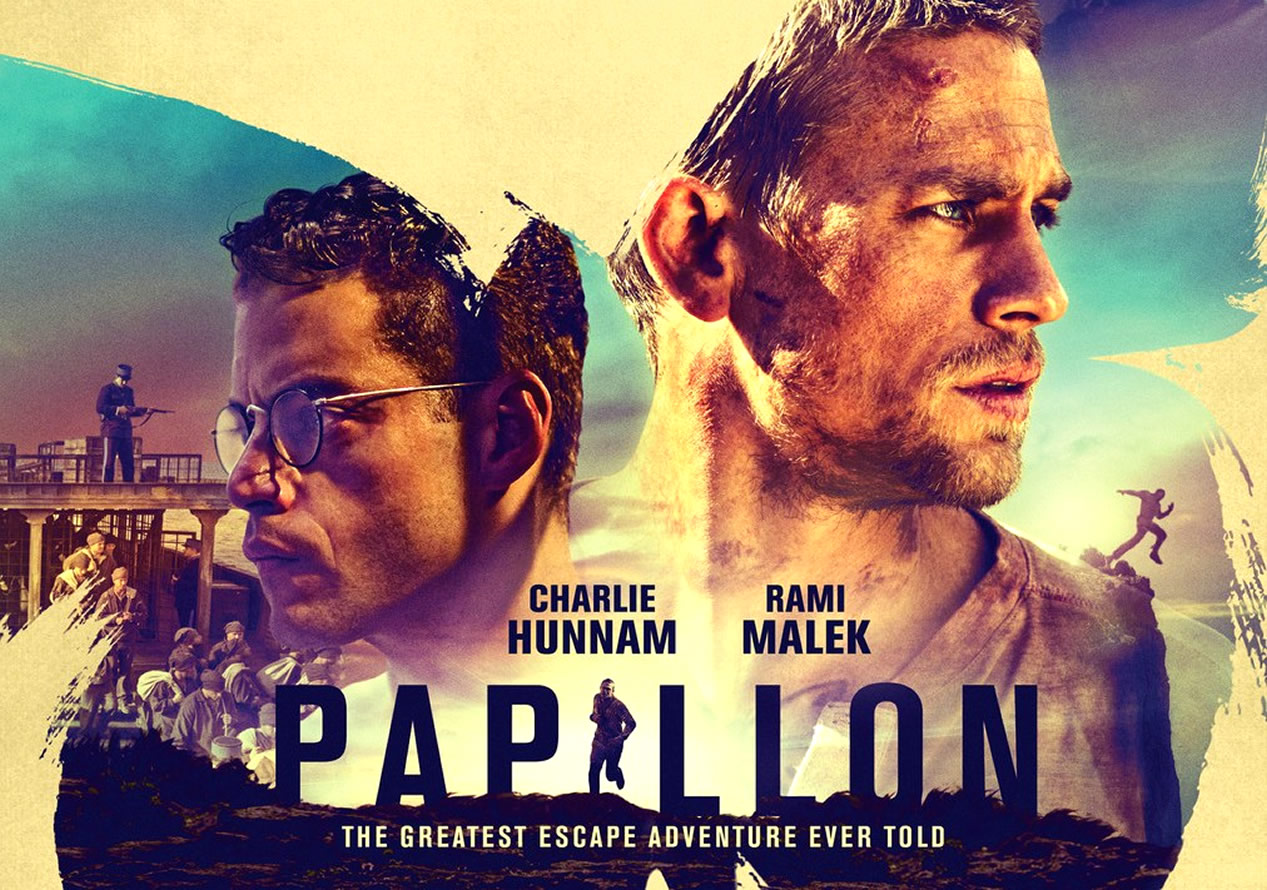 CHARLIE
HUNNAM
RAMI
MALEK
PAPILLON
THE GREATEST ESCAPE ADVENTURE EVER TOLD